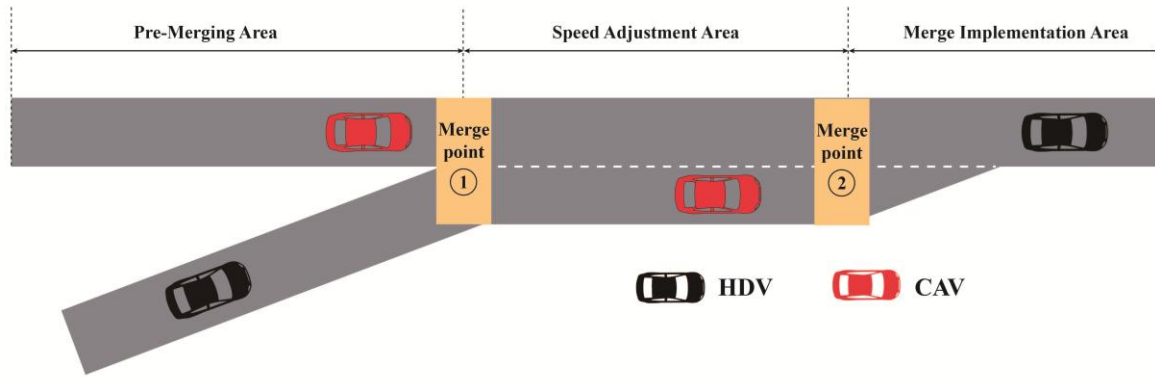 Pre-Merging Area
Speed Adjustment Area
Merge Implementation Area
Merge
point
①
Merge
point
②
HDV
CAV